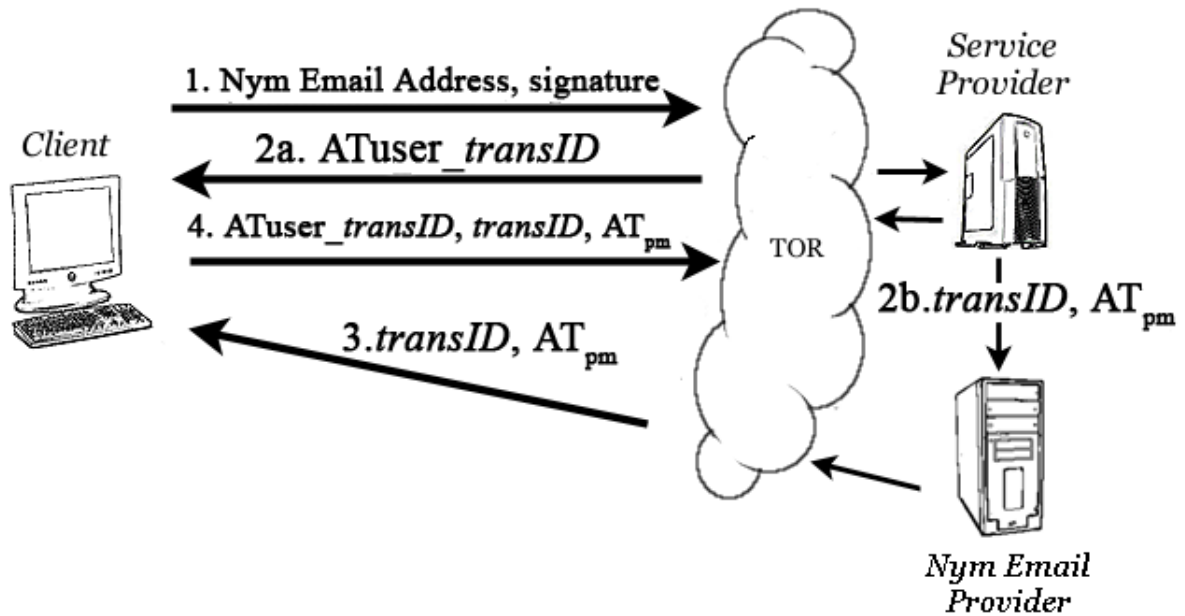 Service
Provider
1. Nym Email Address, signature
Client
2a. ATuser_transID
4. ATuser_transID, transID, ATpm
TOR
2b.transID, ATpm
3.transID, ATpm
Nym Email
Provider